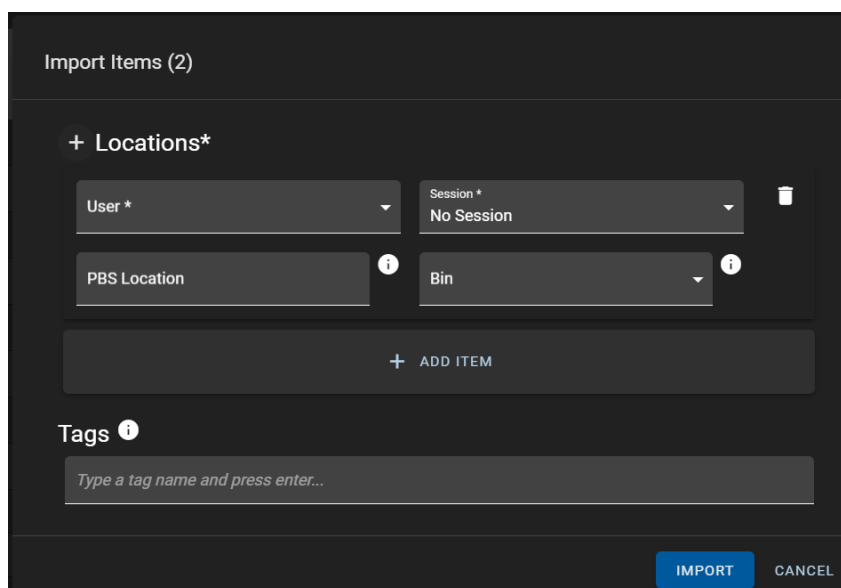 Import Items (2)
+ Locations*
User *
Session *
No Session
PBS Location
Bin
+ ADD ITEM
Tags
Type a tag name and press enter...
IMPORT CANCEL